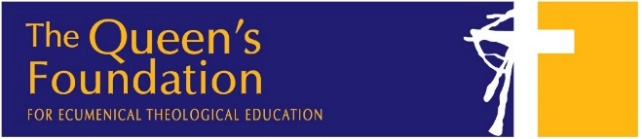 The Queen's
Foundation
FOR ECUMENICAL THEOLOGICAL EDUCATION